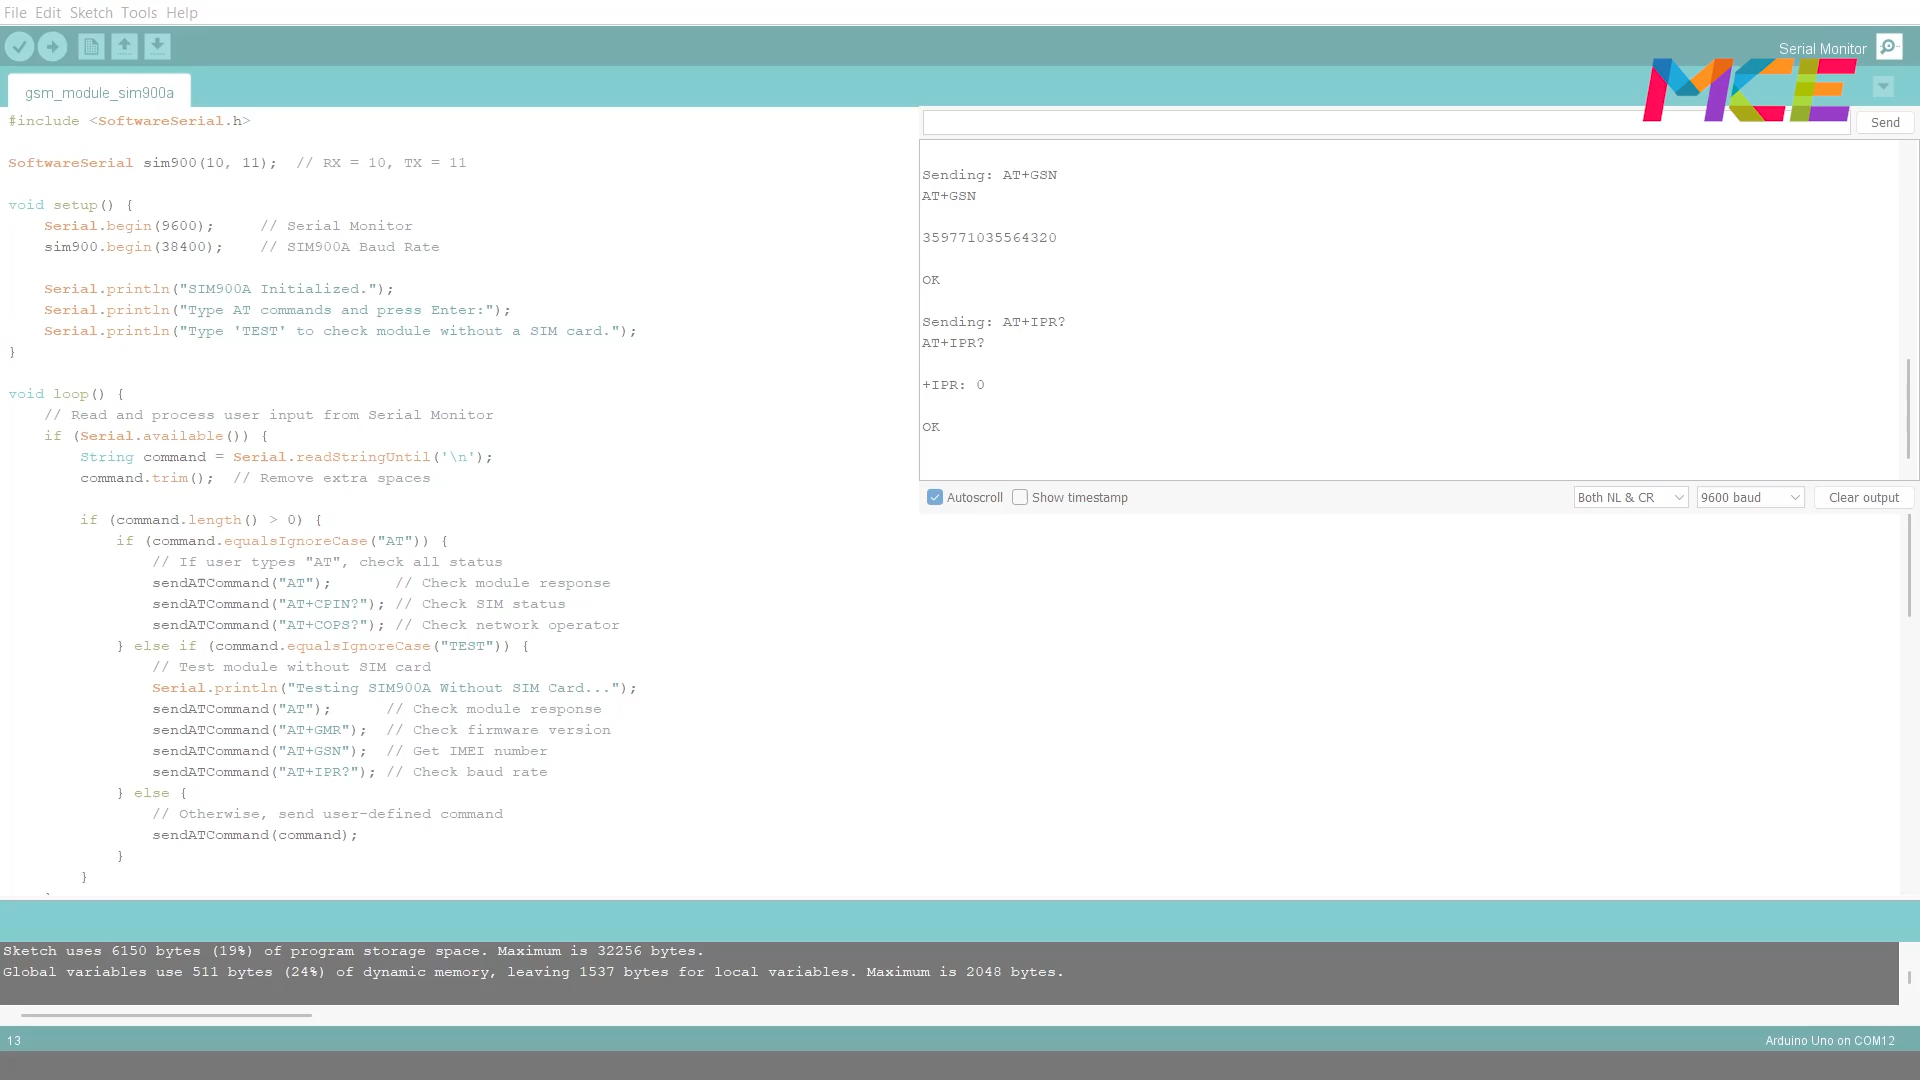 File Edit Sketch Tools Help
Serial Monitor
MCE
gsm_module_sim900a
#include <SoftwareSerial.h>
SoftwareSerial sim900(10, 11);  // RX = 10, TX = 11
void setup() {
    Serial.begin(9600);     // Serial Monitor
    sim900.begin(38400);    // SIM900A Baud Rate
    Serial.println("SIM900A Initialized.");
    Serial.println("Type AT commands and press Enter:");
    Serial.println("Type 'TEST' to check module without a SIM card.");
}
void loop() {
    // Read and process user input from Serial Monitor
    if (Serial.available()) {
        String command = Serial.readStringUntil('\n');
        command.trim();  // Remove extra spaces
        if (command.length() > 0) {
            if (command.equalsIgnoreCase("AT")) {
                // If user types "AT", check all status
                sendATCommand("AT");       // Check module response
                sendATCommand("AT+CPIN?"); // Check SIM status
                sendATCommand("AT+COPS?"); // Check network operator
            } else if (command.equalsIgnoreCase("TEST")) {
                // Test module without SIM card
                Serial.println("Testing SIM900A Without SIM Card...");
                sendATCommand("AT");      // Check module response
                sendATCommand("AT+GMR");  // Check firmware version
                sendATCommand("AT+GSN");  // Get IMEI number
                sendATCommand("AT+IPR?"); // Check baud rate
            } else {
                // Otherwise, send user-defined command
                sendATCommand(command);
            }
        }
Send
Sending: AT+GSN
AT+GSN
359771035564320
OK
Sending: AT+IPR?
AT+IPR?
+IPR: 0
OK
Autoscroll Show timestamp Both NL & CR 9600 baud Clear output
Sketch uses 6150 bytes (19%) of program storage space. Maximum is 32256 bytes.
Global variables use 511 bytes (24%) of dynamic memory, leaving 1537 bytes for local variables. Maximum is 2048 bytes.
13 Arduino Uno on COM12